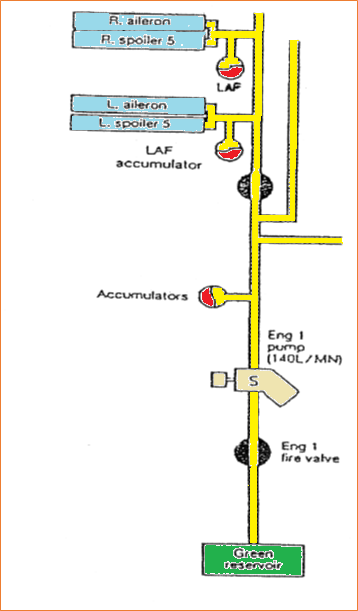 R. aileron
R. spoiler 5
LAF
L. aileron
L. spoiler 5
LAF
accumulator
Accumulators
Eng 1
pump
(140L/MN)
S
Eng 1
fire valve
Green
reservoir